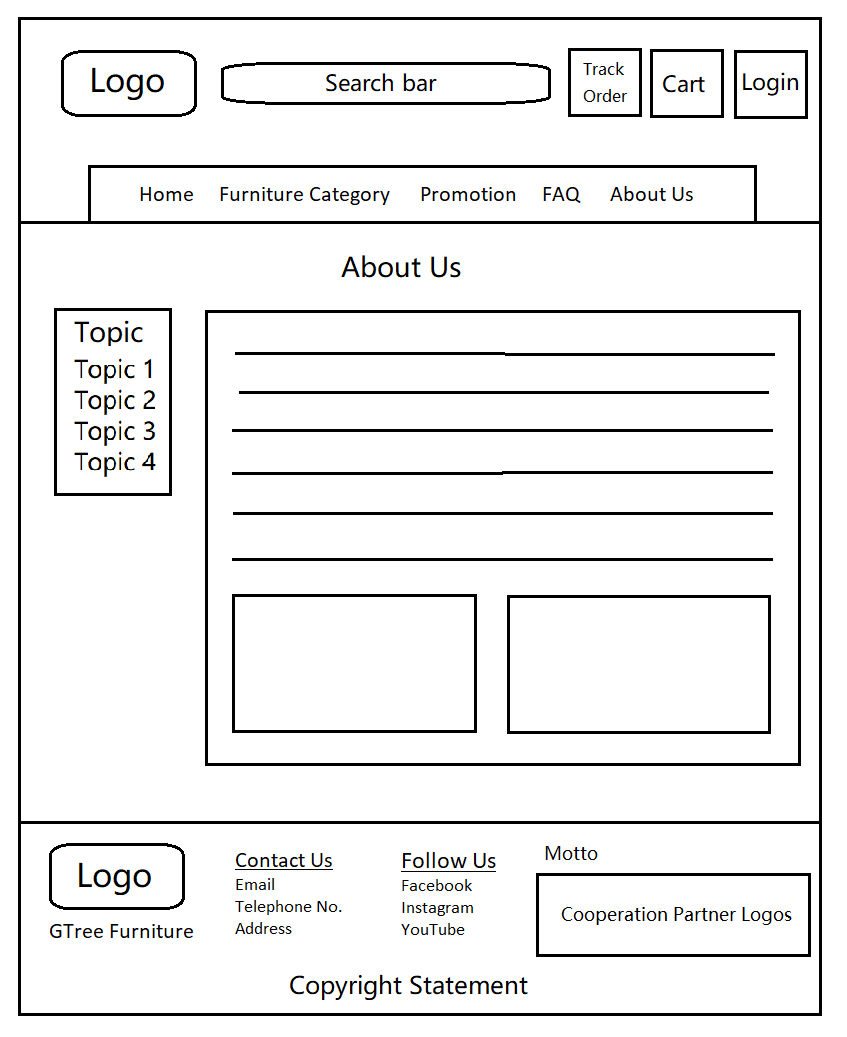 Logo
Search bar
Track
Order
Cart
Login
Home Furniture Category Promotion FAQ About Us
About Us
Topic
Topic 1
Topic 2
Topic 3
Topic 4
Logo
GTree Furniture
Contact Us
Email
Telephone No.
Address
Follow Us
Facebook
Instagram
YouTube
Motto
Cooperation Partner Logos
Copyright Statement